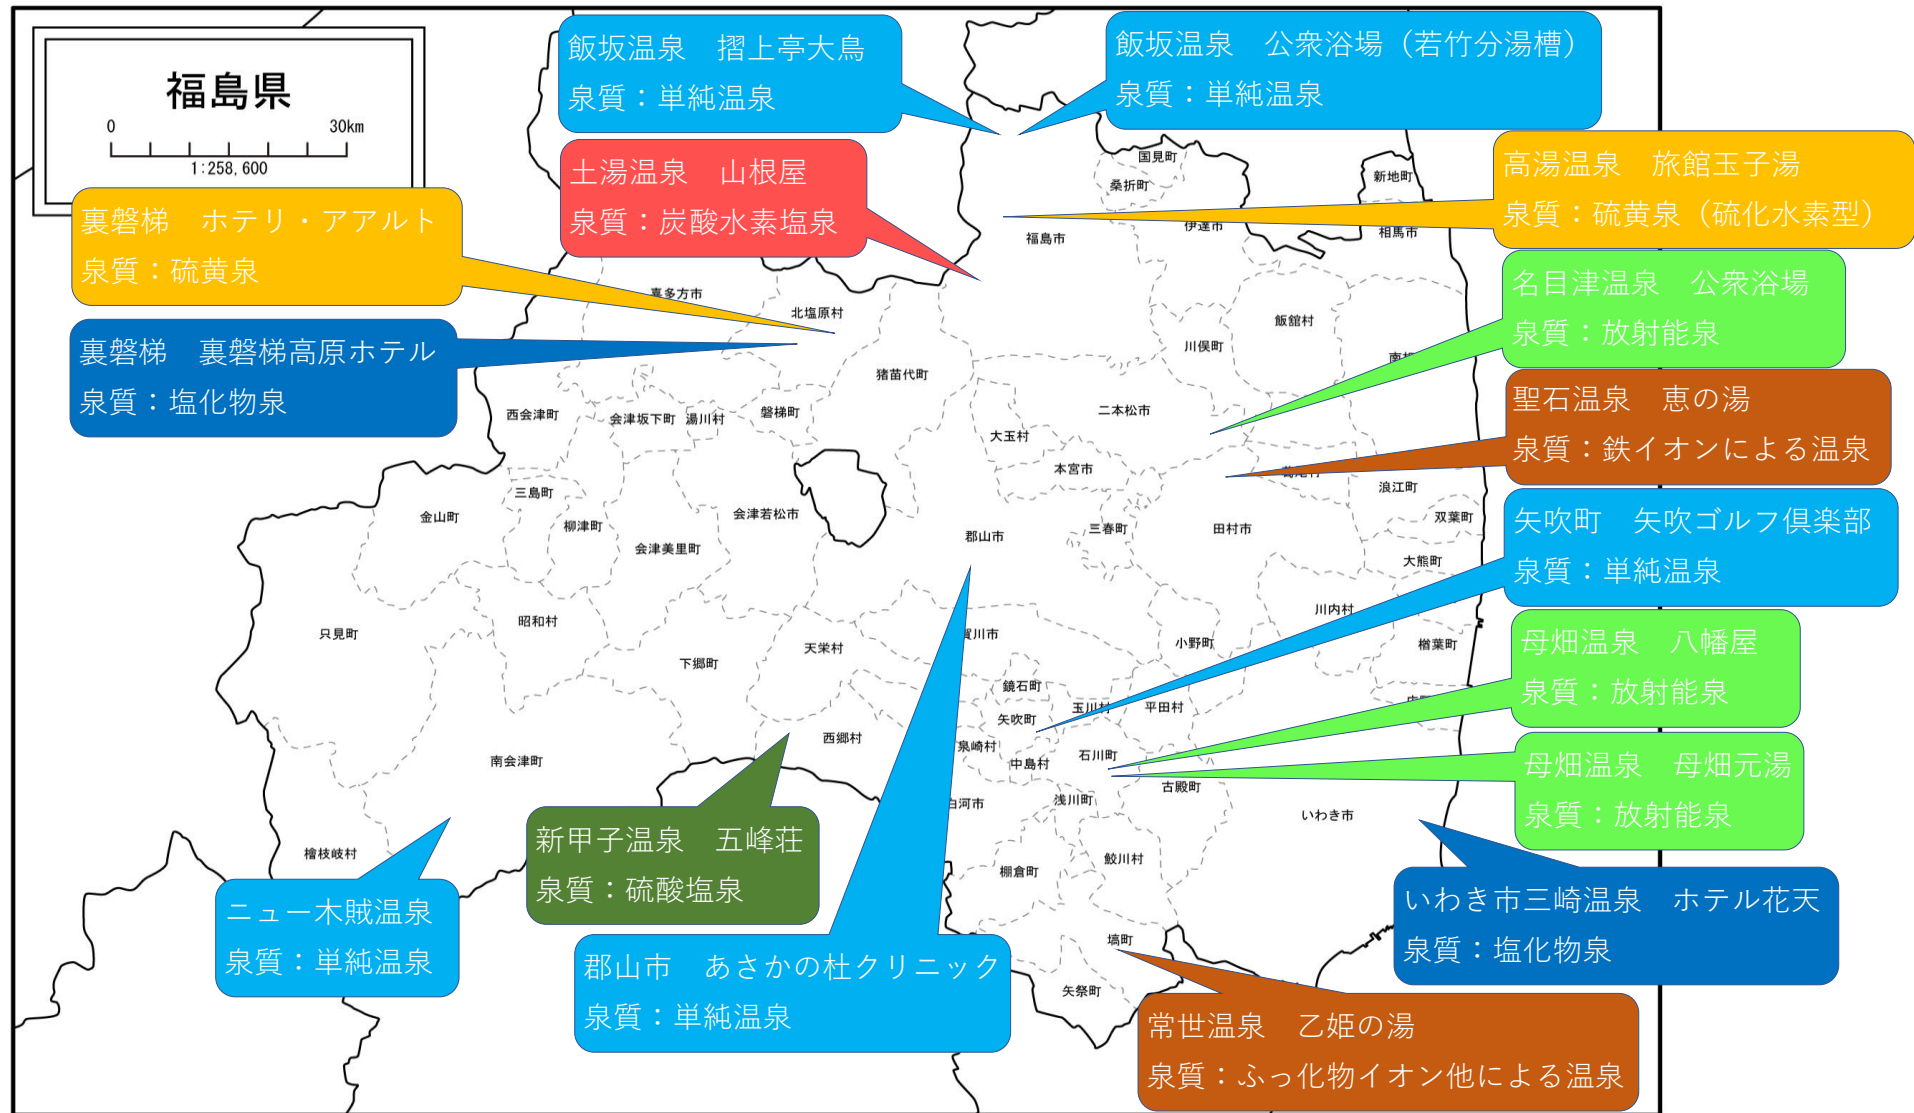 福島県
0 30km
1:258,600
飯坂温泉　摺上亭大鳥
泉質：単純温泉
飯坂温泉　公衆浴場（若竹分湯槽）
泉質：単純温泉
土湯温泉　山根屋
泉質：炭酸水素塩泉
高湯温泉　旅館玉子湯
泉質：硫黄泉（硫化水素型）
裏磐梯　ホテリ・アアルト
泉質：硫黄泉
裏磐梯　裏磐梯高原ホテル
泉質：塩化物泉
名目津温泉　公衆浴場
泉質：放射能泉
聖石温泉　恵の湯
泉質：鉄イオンによる温泉
矢吹町　矢吹ゴルフ倶楽部
泉質：単純温泉
母畑温泉　八幡屋
泉質：放射能泉
母畑温泉　母畑元湯
泉質：放射能泉
いわき市三崎温泉　ホテル花天
泉質：塩化物泉
常世温泉　乙姫の湯
泉質：ふっ化物イオン他による温泉
新甲子温泉　五峰荘
泉質：硫酸塩泉
郡山市　あさかの杜クリニック
泉質：単純温泉
ニュー木賊温泉
泉質：単純温泉
国見町
桑折町
新地町
伊達市
相馬市
福島市
喜多方市
北塩原村
飯舘村
川俣町
猪苗代町
西会津町
会津坂下町
湯川村
磐梯町
二本松市
大玉村
本宮市
三島町
金山町
柳津町
会津若松市
会津美里町
郡山市
三春町
田村市
浪江町
双葉町
大熊町
川内村
只見町
昭和村
下郷町
天栄村
賀川市
小野町
楢葉町
鏡石町
玉川村
平田村
矢吹町
泉崎村
中島村
石川町
西郷村
南会津町
白河市
浅川町
古殿町
いわき市
檜枝岐村
棚倉町
鮫川村
塙町
矢祭町